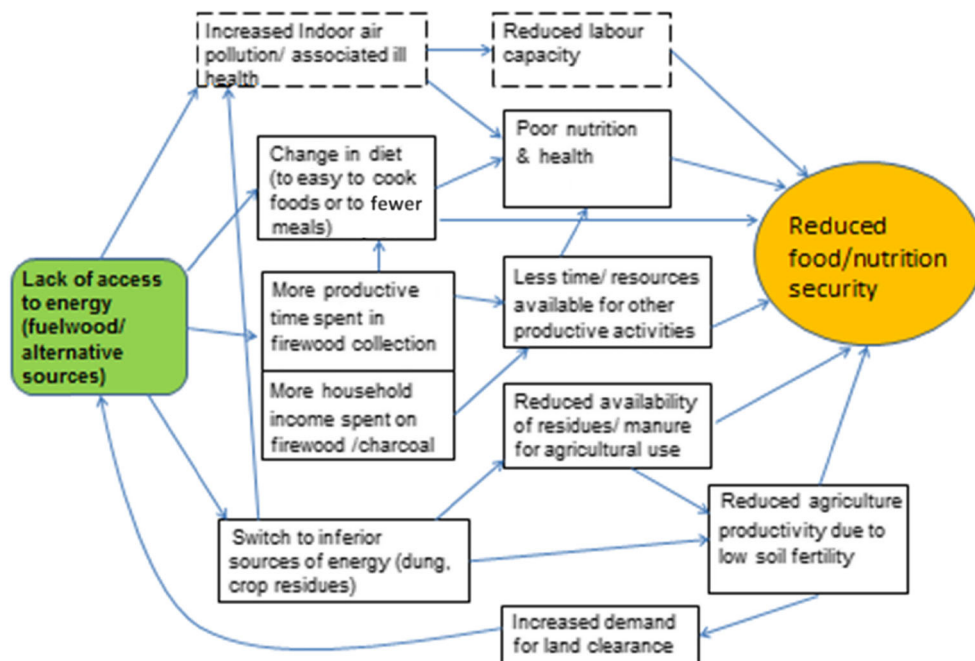 Increased Indoor air
pollution/ associated ill
health
Reduced labour
capacity
Poor nutrition
& health
Change in diet
(to easy to cook
foods or to fewer
meals)
Reduced
food/nutrition
security
Lack of access
to energy
(fuelwood/
alternative
sources)
More productive
time spent in
firewood collection
Less time/ resources
available for other
productive activities
More household
income spent on
firewood /charcoal
Reduced availability
of residues/ manure
for agricultural use
Reduced agriculture
productivity due to
low soil fertility
Switch to inferior
sources of energy (dung,
crop residues)
Increased demand
for land clearance